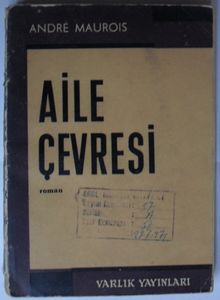 ANDRÉ MAUROIS
AİLE
ÇEVRESİ
roman
VARLIK YAYINLARI